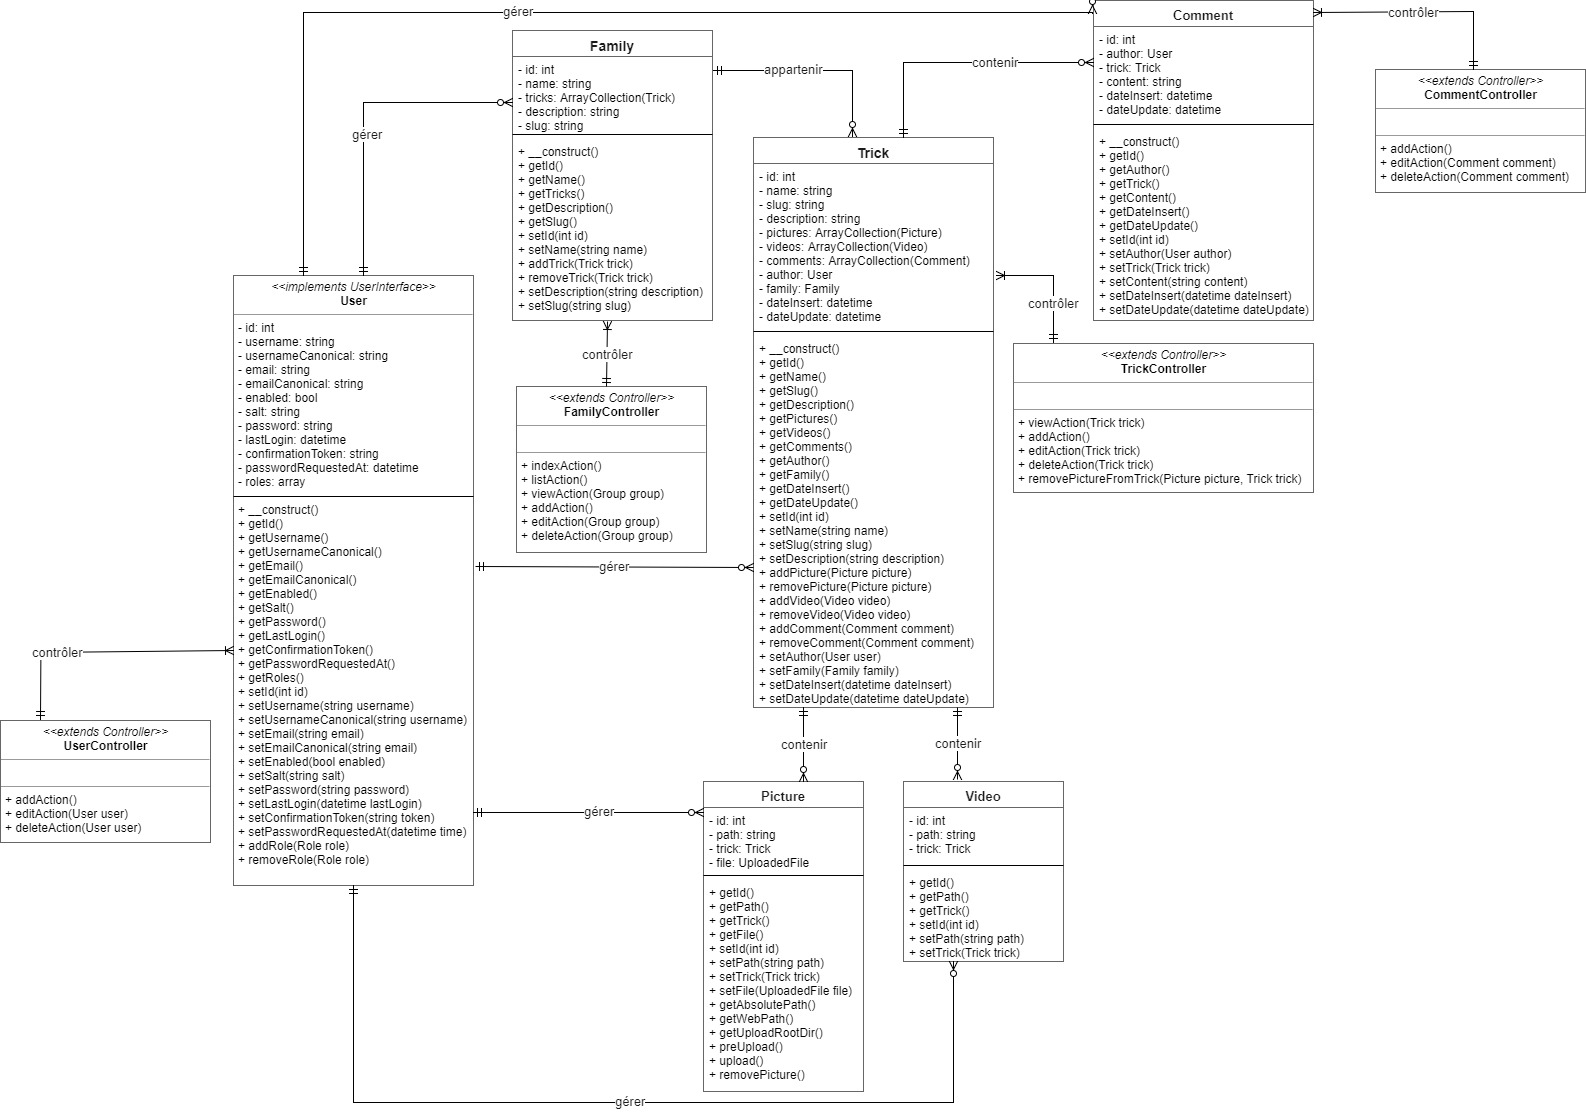 gérer
Comment
- id: int
- author: User
- trick: Trick
- content: string
- dateInsert: datetime
- dateUpdate: datetime
+ __construct()
+ getId()
+ getAuthor()
+ getTrick()
+ getContent()
+ getDateInsert()
+ getDateUpdate()
+ setId(int id)
+ setAuthor(User author)
+ setTrick(Trick trick)
+ setContent(string content)
+ setDateInsert(datetime dateInsert)
+ setDateUpdate(datetime dateUpdate)
contrôler
<<extends Controller>>
CommentController
+ addAction()
+ editAction(Comment comment)
+ deleteAction(Comment comment)
Family
- id: int
- name: string
- tricks: ArrayCollection(Trick)
- description: string
- slug: string
+ __construct()
+ getId()
+ getName()
+ getTricks()
+ getDescription()
+ getSlug()
+ setId(int id)
+ setName(string name)
+ addTrick(Trick trick)
+ removeTrick(Trick trick)
+ setDescription(string description)
+ setSlug(string slug)
appartenir
contenir
gérer
Trick
- id: int
- name: string
- slug: string
- description: string
- pictures: ArrayCollection(Picture)
- videos: ArrayCollection(Video)
- comments: ArrayCollection(Comment)
- author: User
- family: Family
- dateInsert: datetime
- dateUpdate: datetime
+ __construct()
+ getId()
+ getName()
+ getSlug()
+ getDescription()
+ getPictures()
+ getVideos()
+ getComments()
+ getAuthor()
+ getFamily()
+ getDateInsert()
+ getDateUpdate()
+ setId(int id)
+ setName(string name)
+ setSlug(string slug)
+ setDescription(string description)
+ addPicture(Picture picture)
+ removePicture(Picture picture)
+ addVideo(Video video)
+ removeVideo(Video video)
+ addComment(Comment comment)
+ removeComment(Comment comment)
+ setAuthor(User user)
+ setFamily(Family family)
+ setDateInsert(datetime dateInsert)
+ setDateUpdate(datetime dateUpdate)
contrôler
<<extends Controller>>
TrickController
+ viewAction(Trick trick)
+ addAction()
+ editAction(Trick trick)
+ deleteAction(Trick trick)
+ removePictureFromTrick(Picture picture, Trick trick)
contrôler
<<extends Controller>>
FamilyController
+ indexAction()
+ listAction()
+ viewAction(Group group)
+ addAction()
+ editAction(Group group)
+ deleteAction(Group group)
<<implements UserInterface>>
User
- id: int
- username: string
- usernameCanonical: string
- email: string
- emailCanonical: string
- enabled: bool
- salt: string
- password: string
- lastLogin: datetime
- confirmationToken: string
- passwordRequestedAt: datetime
- roles: array
+ __construct()
+ getId()
+ getUsername()
+ getUsernameCanonical()
+ getEmail()
+ getEmailCanonical()
+ getEnabled()
+ getSalt()
+ getPassword()
+ getLastLogin()
+ getConfirmationToken()
+ getPasswordRequestedAt()
+ getRoles()
+ setId(int id)
+ setUsername(string username)
+ setUsernameCanonical(string username)
+ setEmail(string email)
+ setEmailCanonical(string email)
+ setEnabled(bool enabled)
+ setSalt(string salt)
+ setPassword(string password)
+ setLastLogin(datetime lastLogin)
+ setConfirmationToken(string token)
+ setPasswordRequestedAt(datetime time)
+ addRole(Role role)
+ removeRole(Role role)
gérer
contrôler
<<extends Controller>>
UserController
+ addAction()
+ editAction(User user)
+ deleteAction(User user)
contenir
contenir
gérer
Picture
- id: int
- path: string
- trick: Trick
- file: UploadedFile
+ getId()
+ getPath()
+ getTrick()
+ getFile()
+ setId(int id)
+ setPath(string path)
+ setTrick(Trick trick)
+ setFile(UploadedFile file)
+ getAbsolutePath()
+ getWebPath()
+ getUploadRootDir()
+ preUpload()
+ upload()
+ removePicture()
Video
- id: int
- path: string
- trick: Trick
+ getId()
+ getPath()
+ getTrick()
+ setId(int id)
+ setPath(string path)
+ setTrick(Trick trick)
gérer